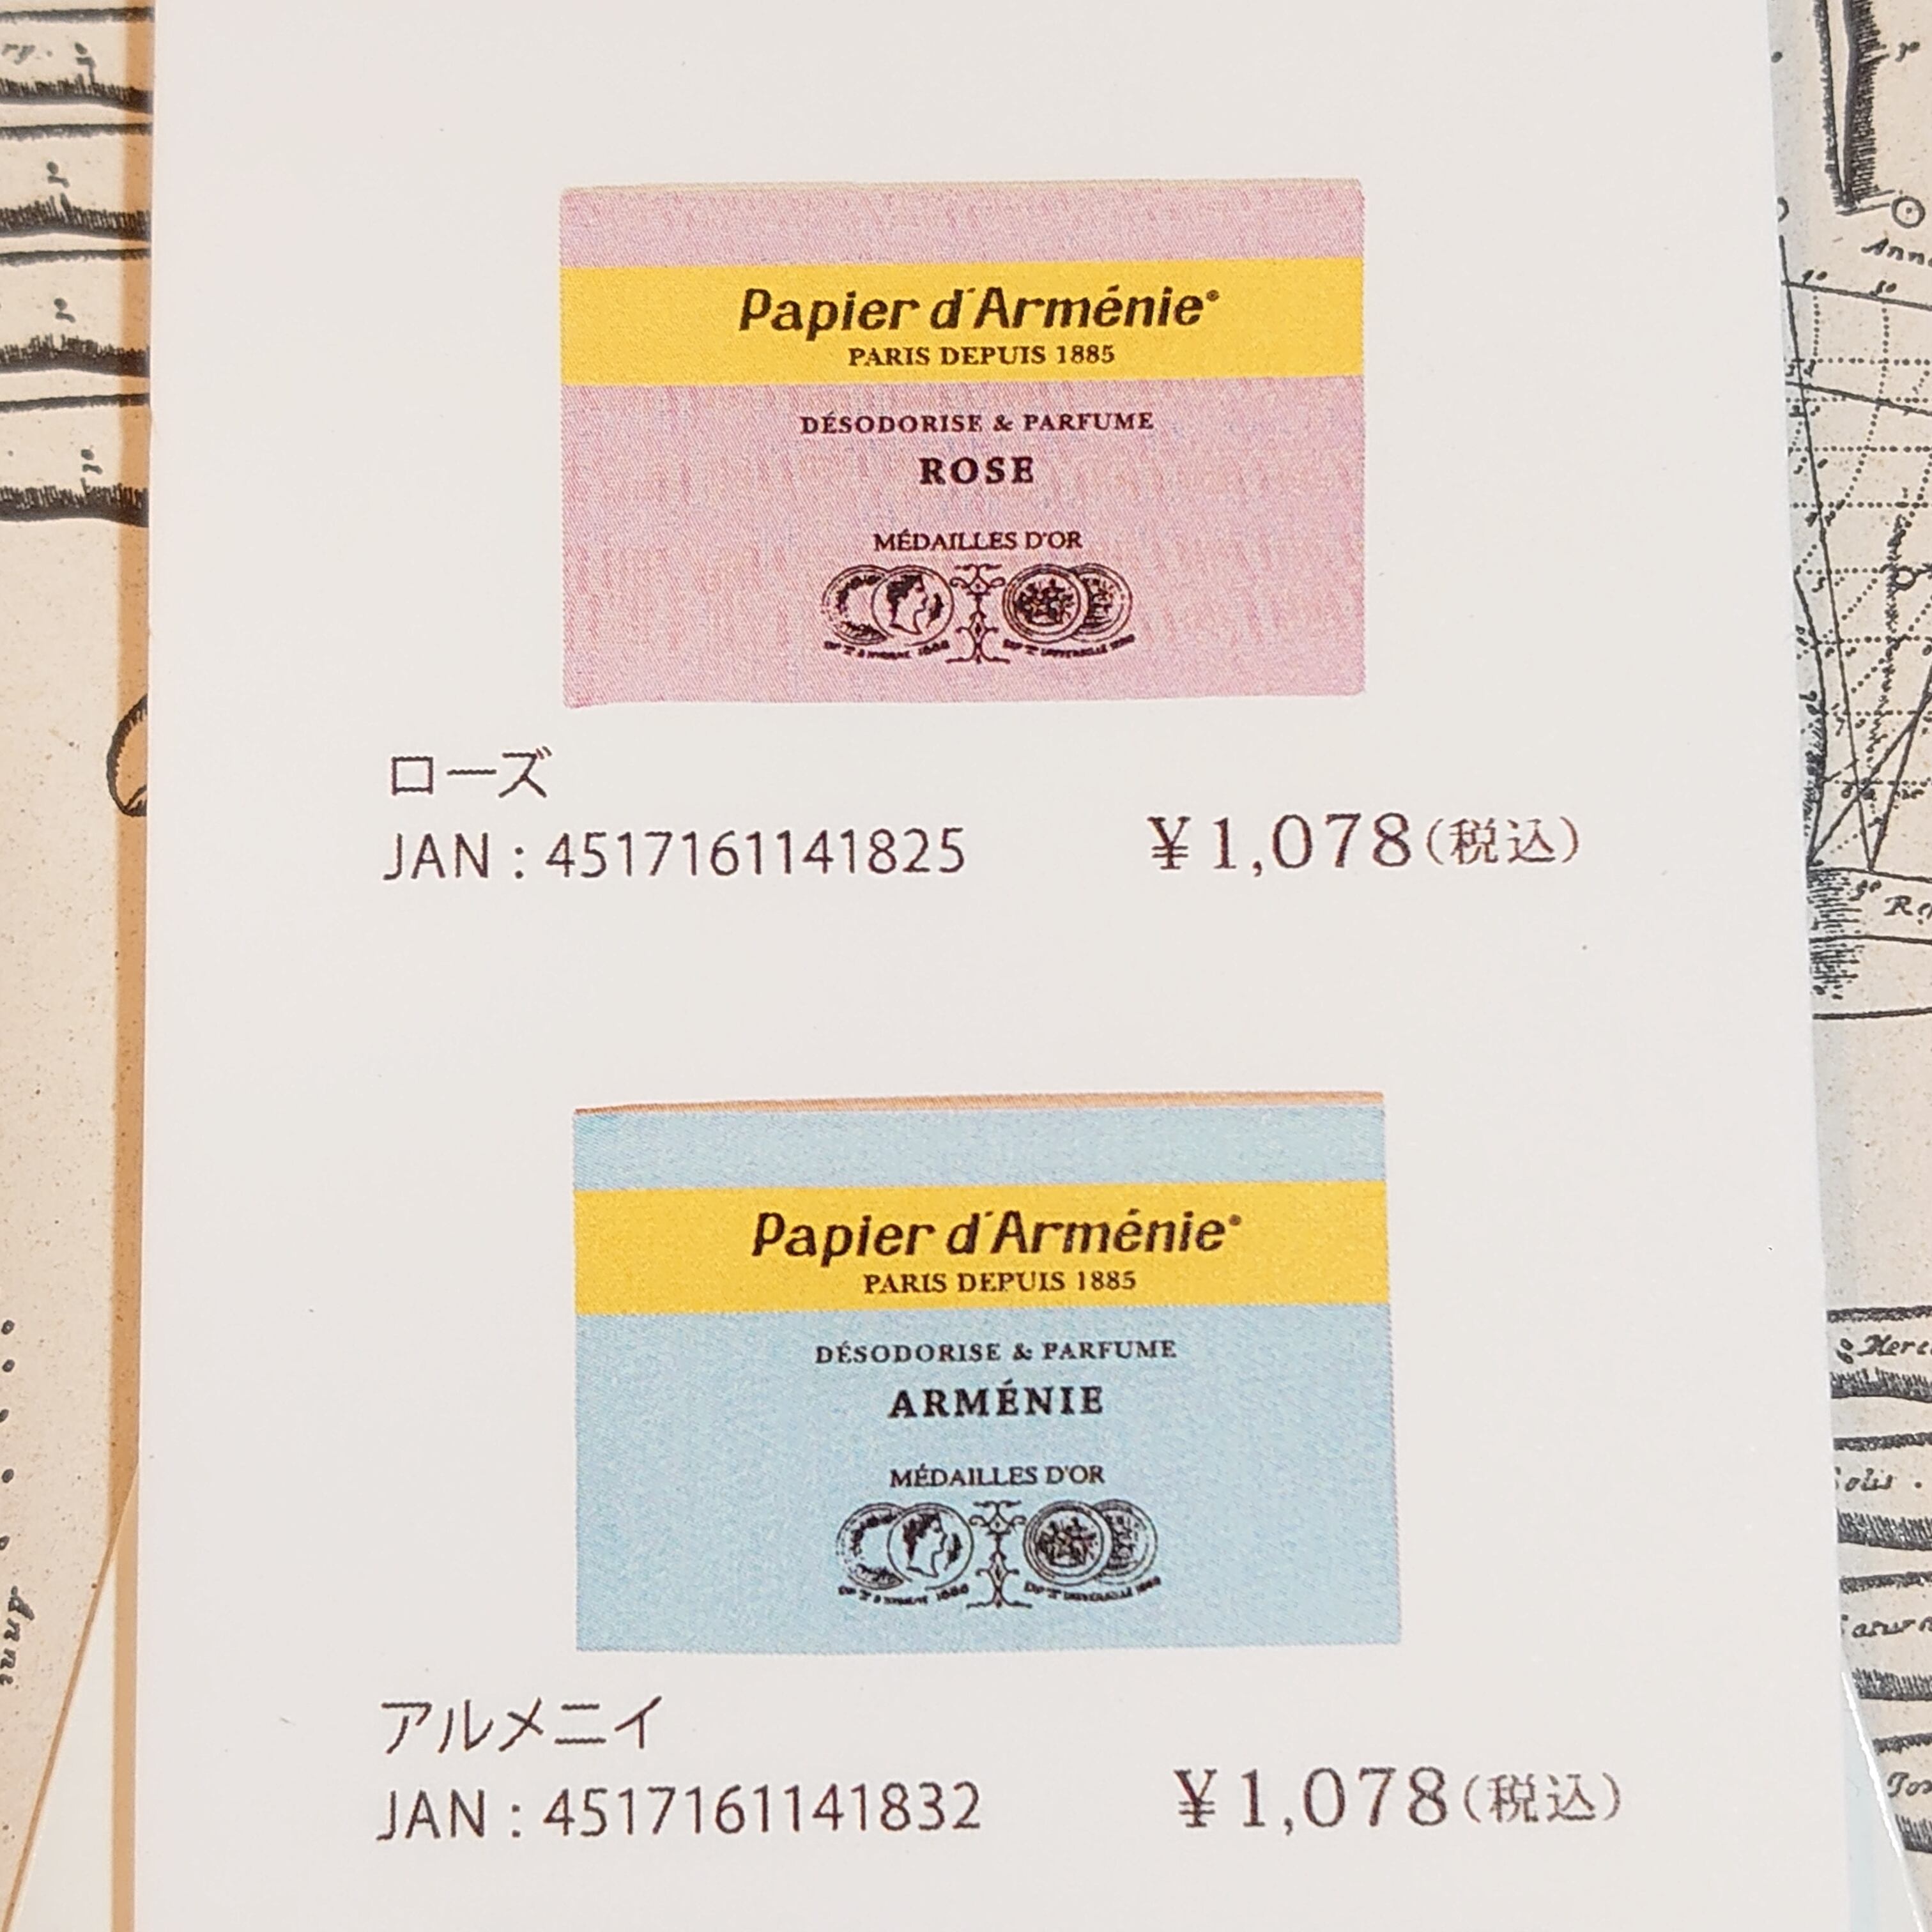 Papier d'Arménie®
PARIS DEPUIS 1885
DÉSODORISE & PARFUME
ROSE
MÉDAILLES D'OR
ローズ
JAN : 4517161141825
¥1,078(税込)
Papier d'Arménie®
PARIS DEPUIS 1885
DÉSODORISE & PARFUME
ARMÉNIE
MÉDAILLES D'OR
アルメニイ
JAN : 4517161141832
¥1,078(税込)